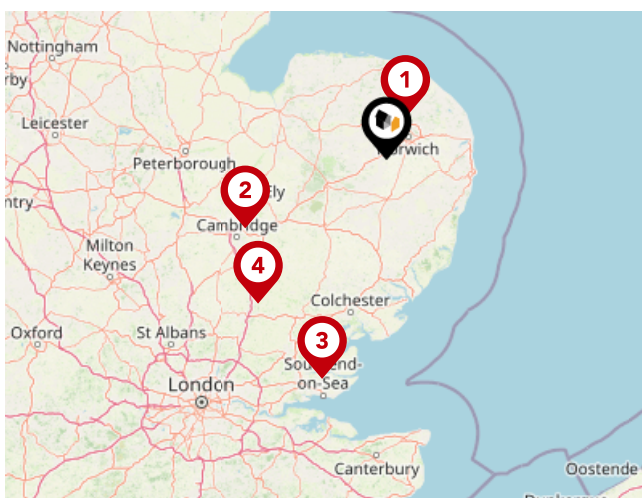 Nottingham
rby
1
Leicester
Norwich
Peterborough
2
Ely
ntry
Cambridge
Milton
Keynes
4
Colchester
Oxford
St Albans
3
Southend-
on-Sea
London
Canterbury
Oostende